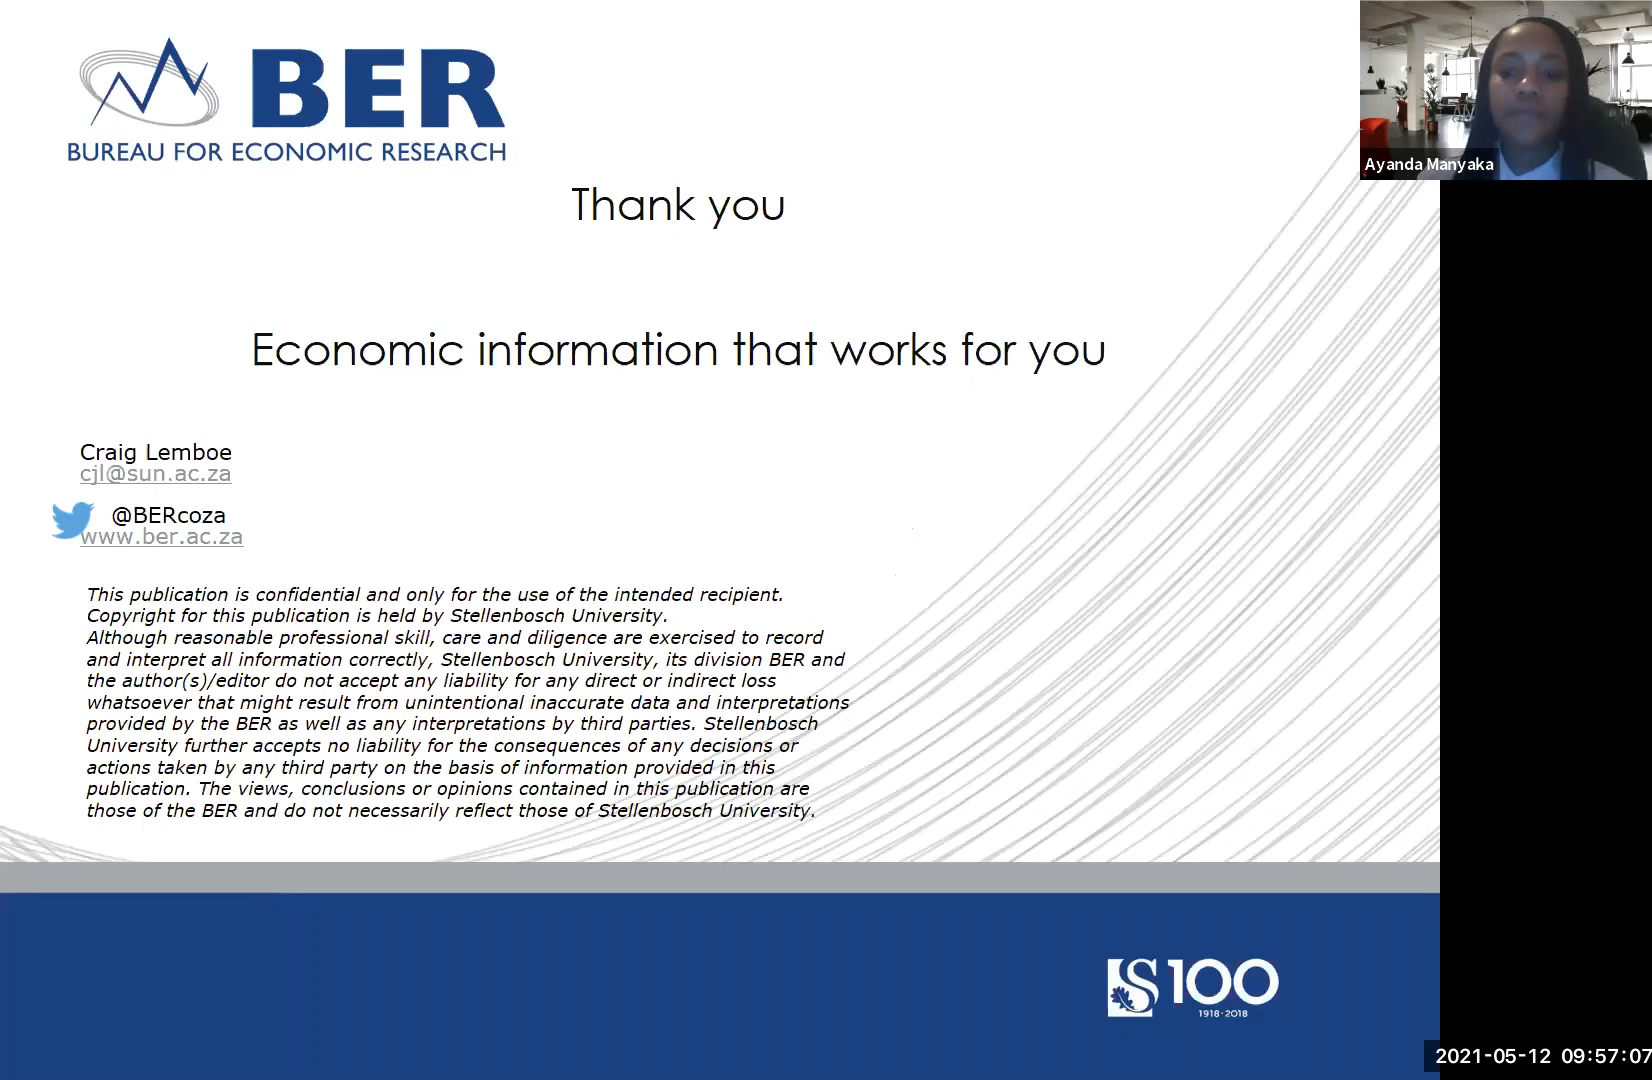 BER
BUREAU FOR ECONOMIC RESEARCH
Ayanda Manyaka
Thank you
Economic information that works for you
Craig Lemboe
cjl@sun.ac.za
@BERcoza
www.ber.ac.za
This publication is confidential and only for the use of the intended recipient.
Copyright for this publication is held by Stellenbosch University.
Although reasonable professional skill, care and diligence are exercised to record
and interpret all information correctly, Stellenbosch University, its division BER and
the author(s)/editor do not accept any liability for any direct or indirect loss
whatsoever that might result from unintentional inaccurate data and interpretations
provided by the BER as well as any interpretations by third parties. Stellenbosch
University further accepts no liability for the consequences of any decisions or
actions taken by any third party on the basis of information provided in this
publication. The views, conclusions or opinions contained in this publication are
those of the BER and do not necessarily reflect those of Stellenbosch University.
S100
1918·2018
2021-05-12 09:57:07